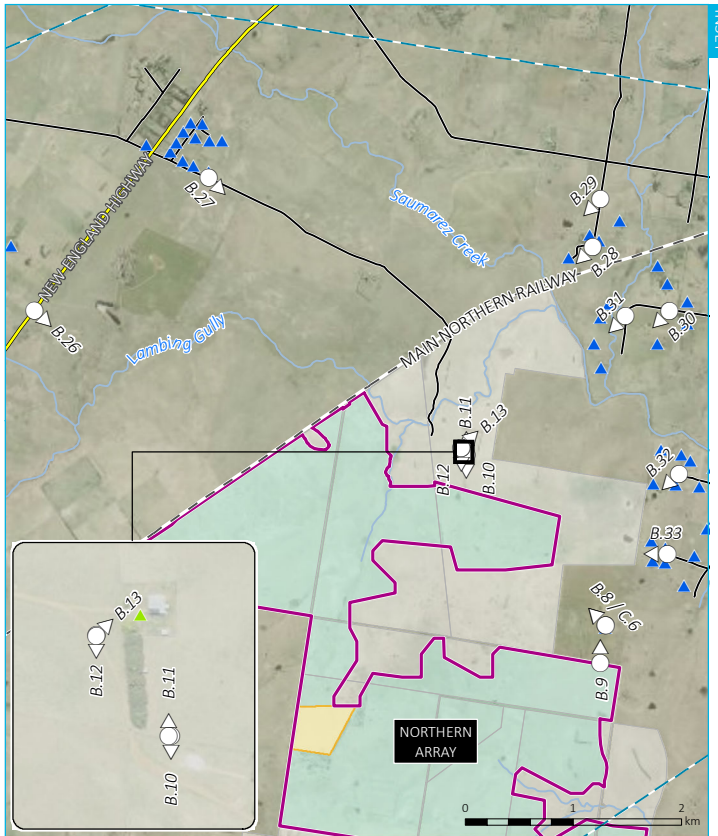 B.29
B.27
NEW ENGLAND HIGHWAY
Saumarez Creek
B.28
MAIN NORTHERN RAILWAY
B.31
B.30
B.26
Lambing Gully
B.11
B.13
B.12
B.10
B.32
B.33
B.13
B.12
B.11
B.10
B.8 / C.6
B.9
NORTHERN
ARRAY
0 1 2
km